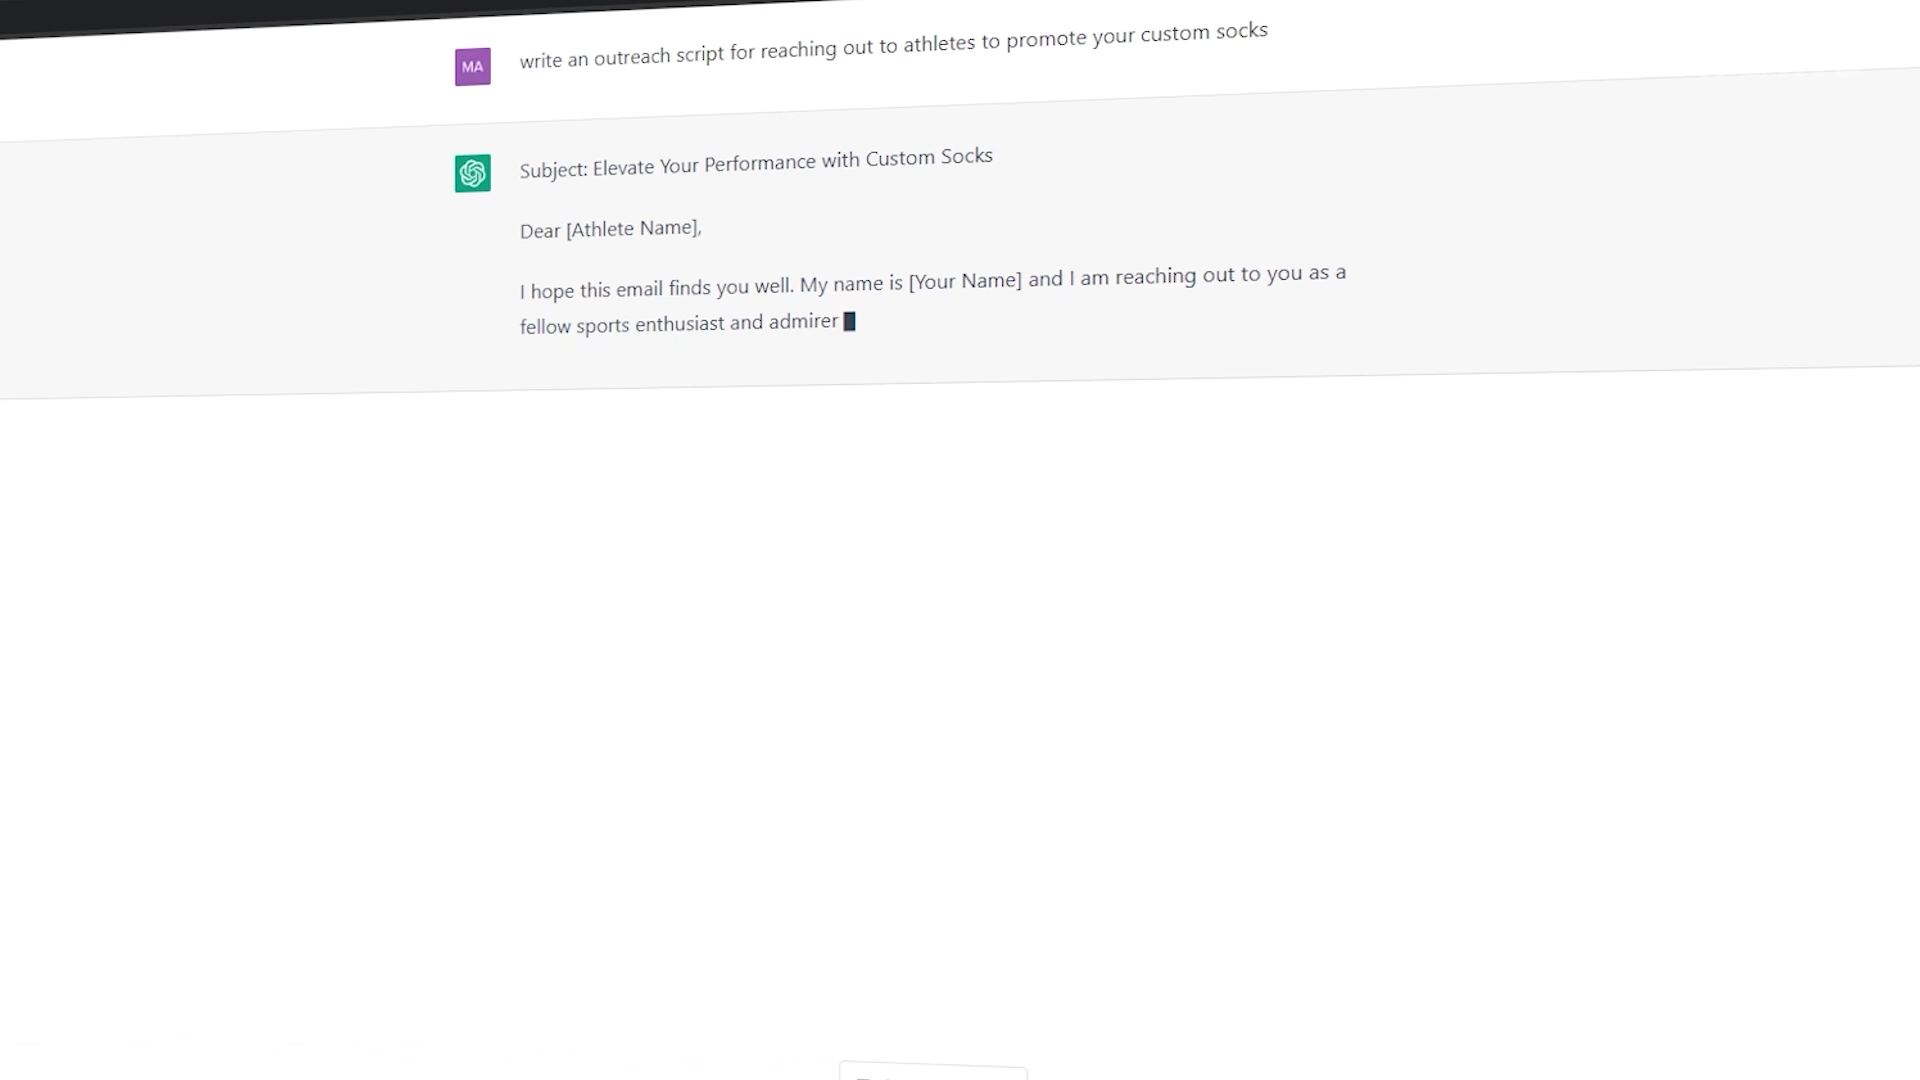 MA
write an outreach script for reaching out to athletes to promote your custom socks
Subject: Elevate Your Performance with Custom Socks
Dear [Athlete Name],
I hope this email finds you well. My name is [Your Name] and I am reaching out to you as a
fellow sports enthusiast and admirer